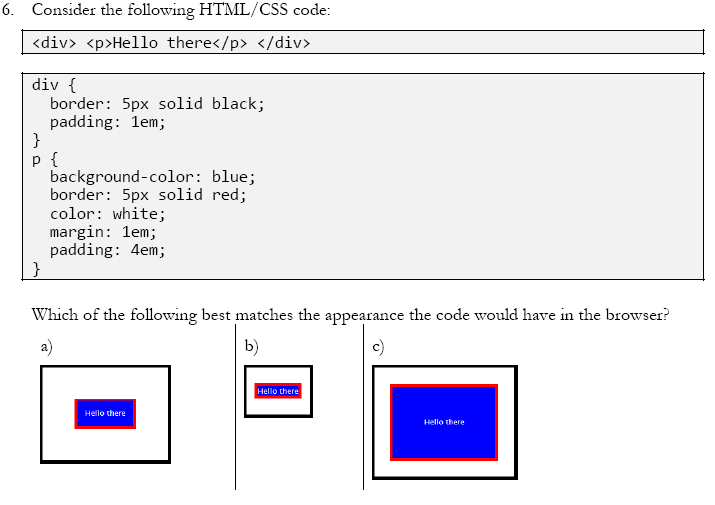 6. Consider the following HTML/CSS code:
<div> <p>Hello there</p> </div>
div {
  border: 5px solid black;
  padding: 1em;
}
p {
  background-color: blue;
  border: 5px solid red;
  color: white;
  margin: 1em;
  padding: 4em;
}
Which of the following best matches the appearance the code would have in the browser?
a) b) c)
Hello there
Hello there
Hello there